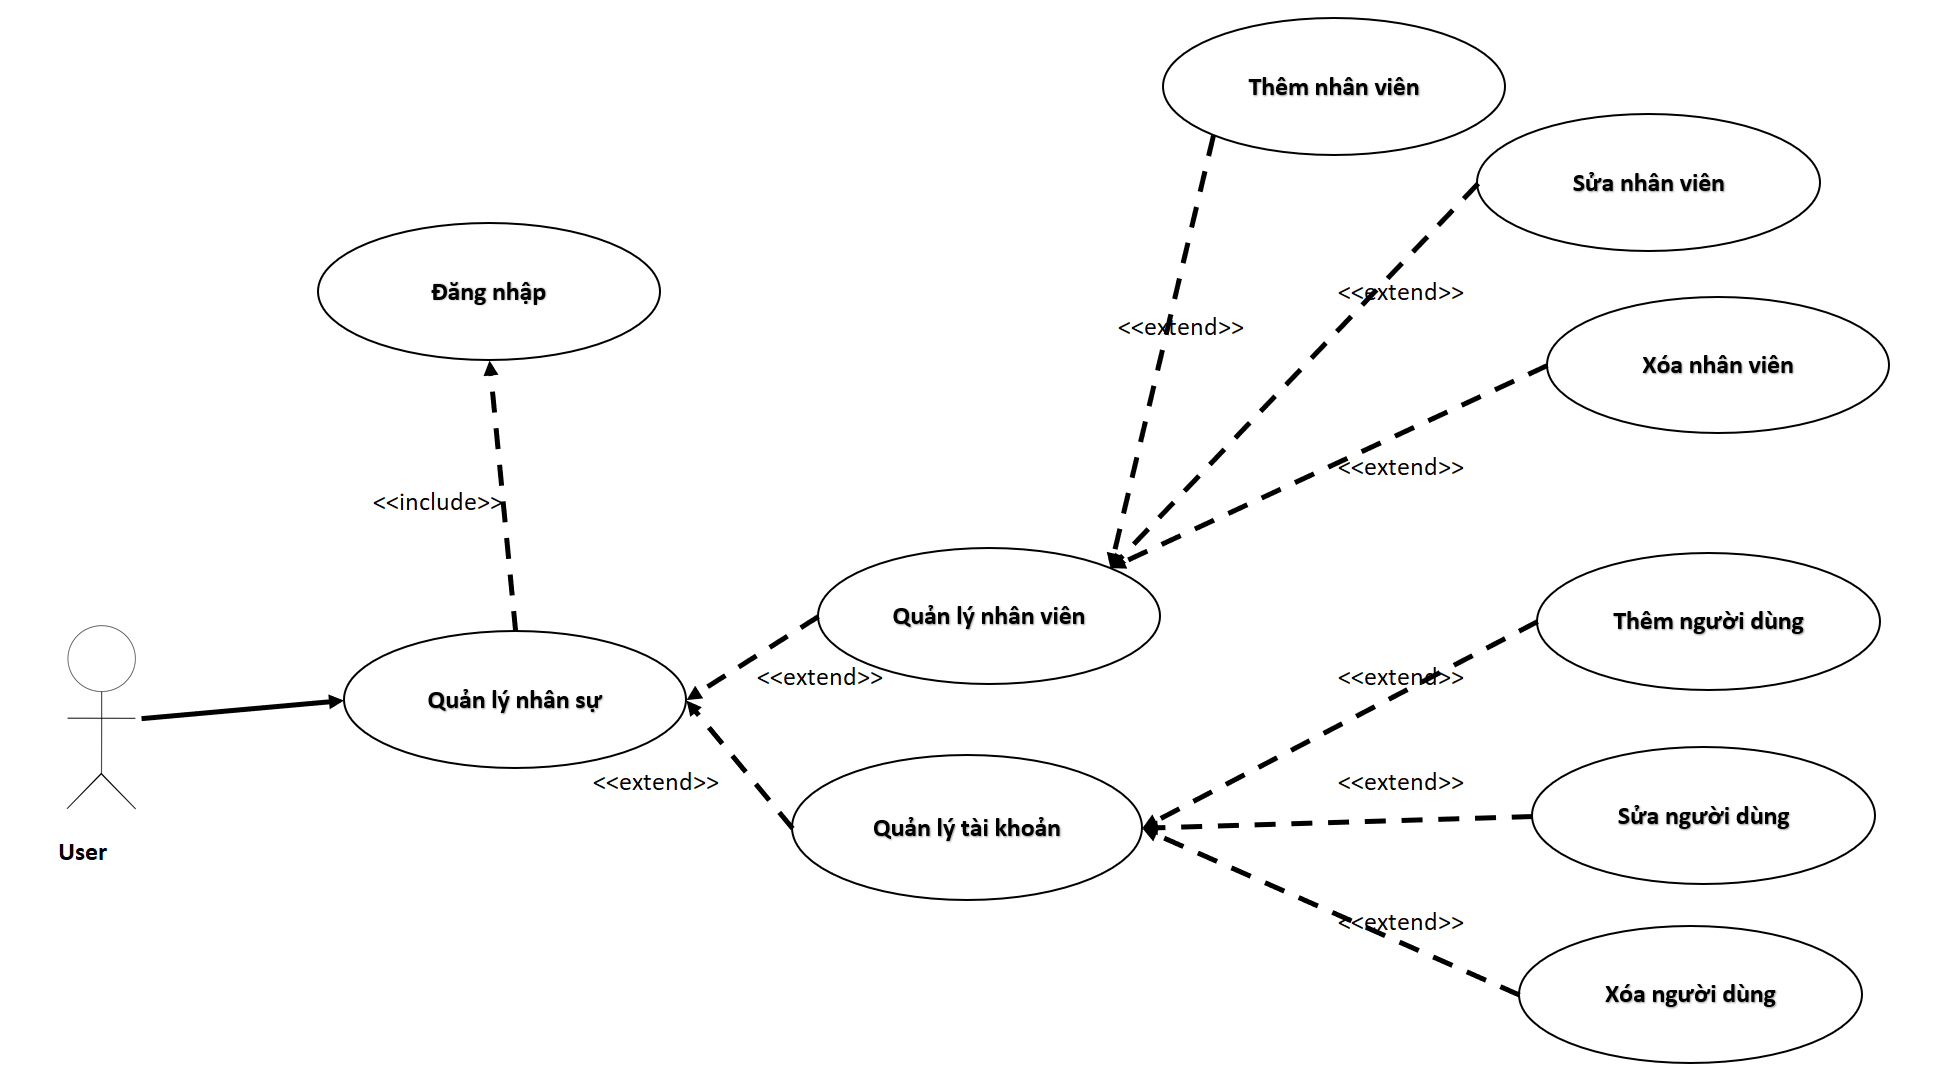 Thêm nhân viên
Sửa nhân viên
Đăng nhập
<<extend>>
<<extend>>
Xóa nhân viên
<<extend>>
<<include>>
Quản lý nhân viên
Thêm người dùng
<<extend>>
<<extend>>
Quản lý nhân sự
<<extend>>
<<extend>>
Sửa người dùng
Quản lý tài khoản
User
<<extend>>
Xóa người dùng